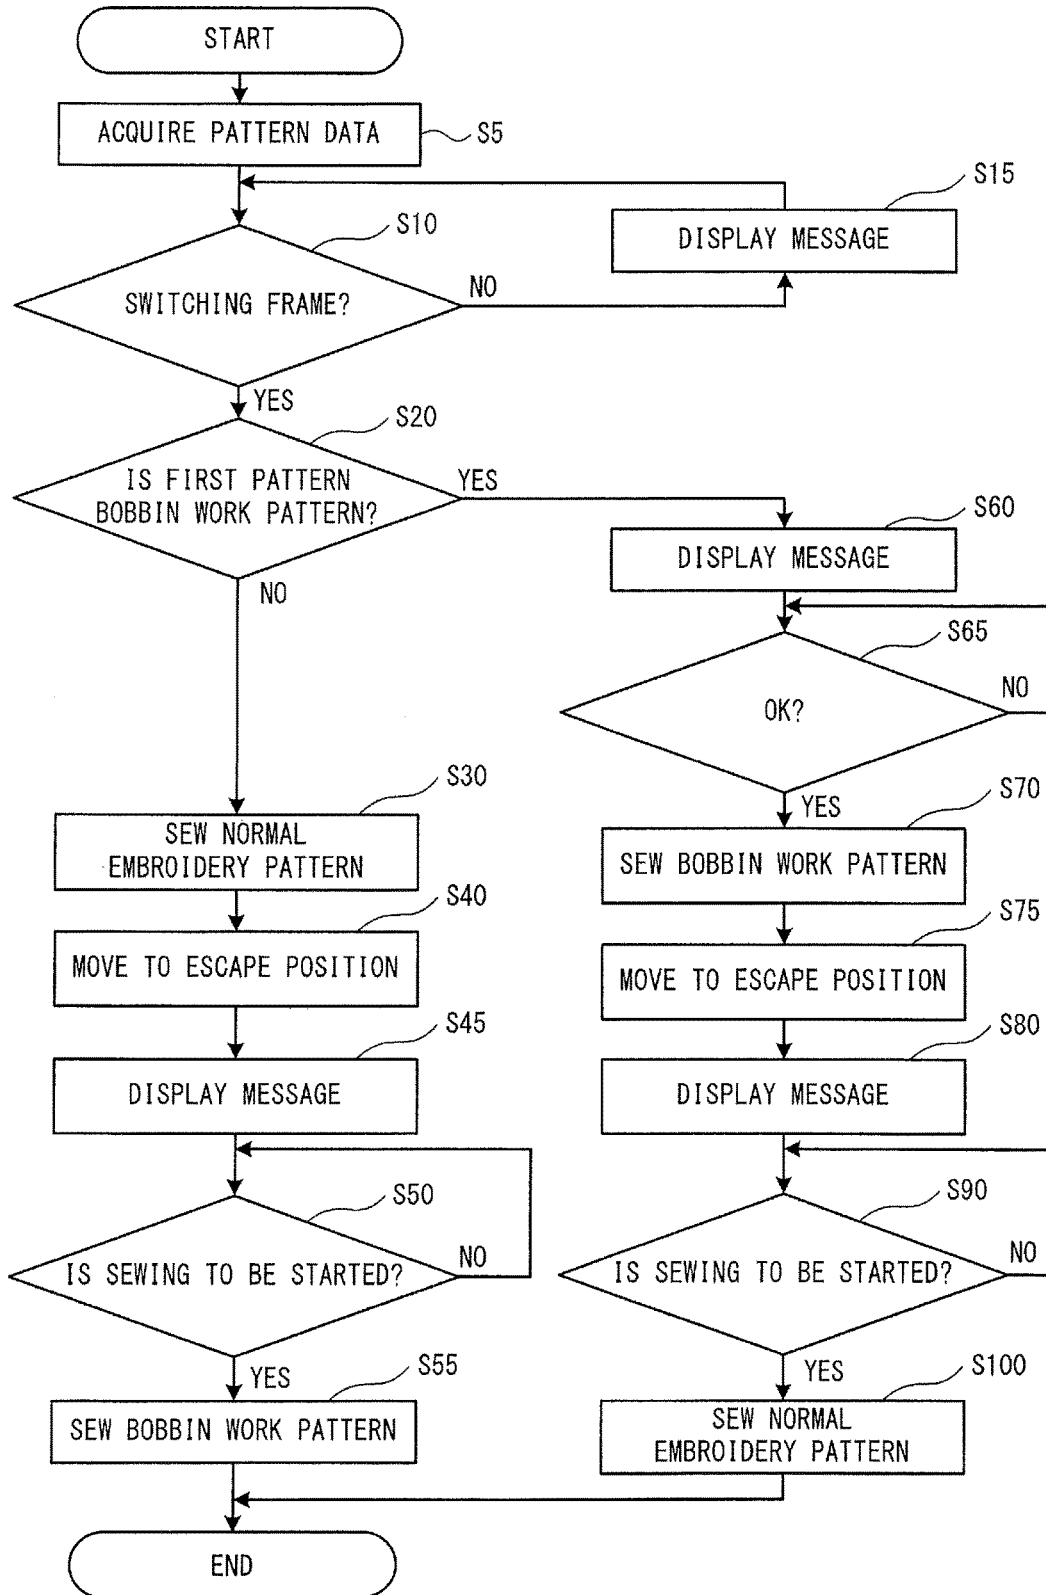 START
ACQUIRE PATTERN DATA
S5
S15
DISPLAY MESSAGE
S10
SWITCHING FRAME?
NO
YES
S20
IS FIRST PATTERN
BOBBIN WORK PATTERN?
YES
NO
S60
DISPLAY MESSAGE
S65
OK?
NO
YES
S30
SEW NORMAL
EMBROIDERY PATTERN
S70
SEW BOBBIN WORK PATTERN
S40
MOVE TO ESCAPE POSITION
S75
MOVE TO ESCAPE POSITION
S45
DISPLAY MESSAGE
S80
DISPLAY MESSAGE
S50
IS SEWING TO BE STARTED?
NO
YES
S90
IS SEWING TO BE STARTED?
NO
YES
S55
SEW BOBBIN WORK PATTERN
S100
SEW NORMAL
EMBROIDERY PATTERN
END